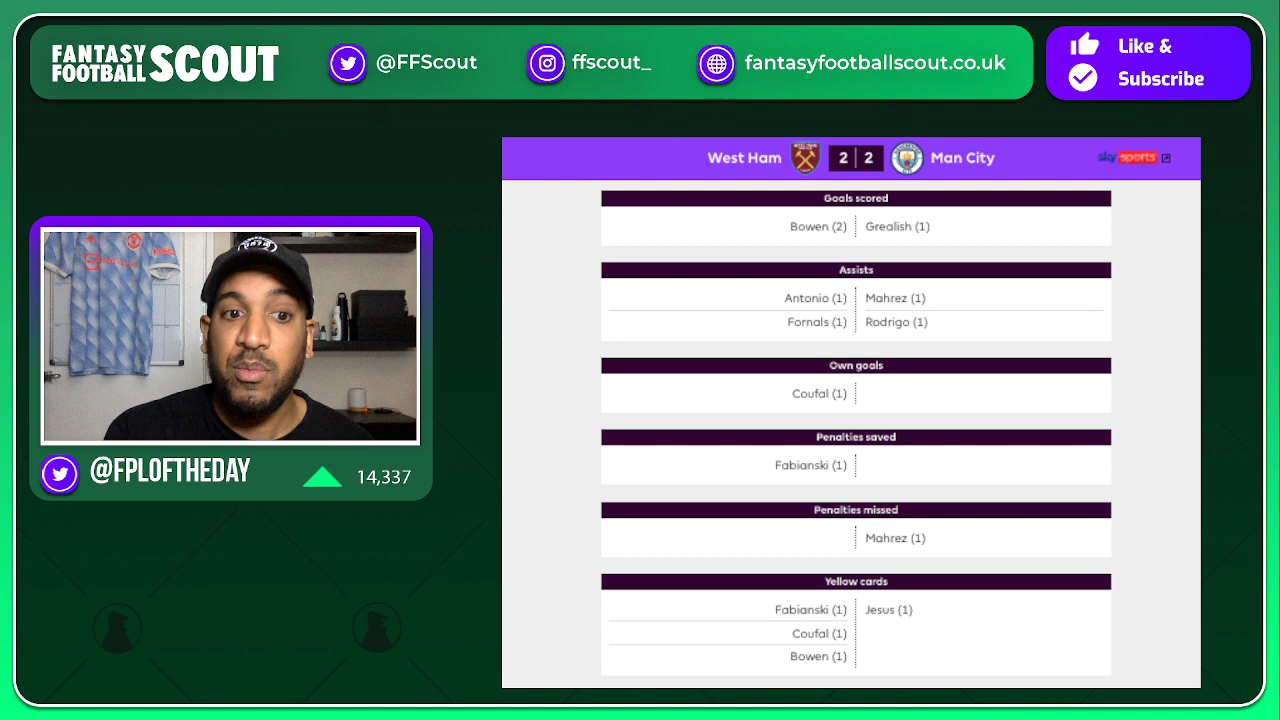 FANTASY
FOOTBALL SCOUT
@FFScout
ffscout_
fantasyfootballscout.co.uk
Like &
Subscribe
West Ham 2 | 2 Man City
sky sports
Goals scored
Bowen (2) Grealish (1)
Assists
Antonio (1) Mahrez (1)
Fornals (1) Rodrigo (1)
Own goals
Coufal (1)
Penalties saved
Fabianski (1)
Penalties missed
Mahrez (1)
Yellow cards
Fabianski (1) Jesus (1)
Coufal (1)
Bowen (1)
@FPLOFTHEDAY
14,337